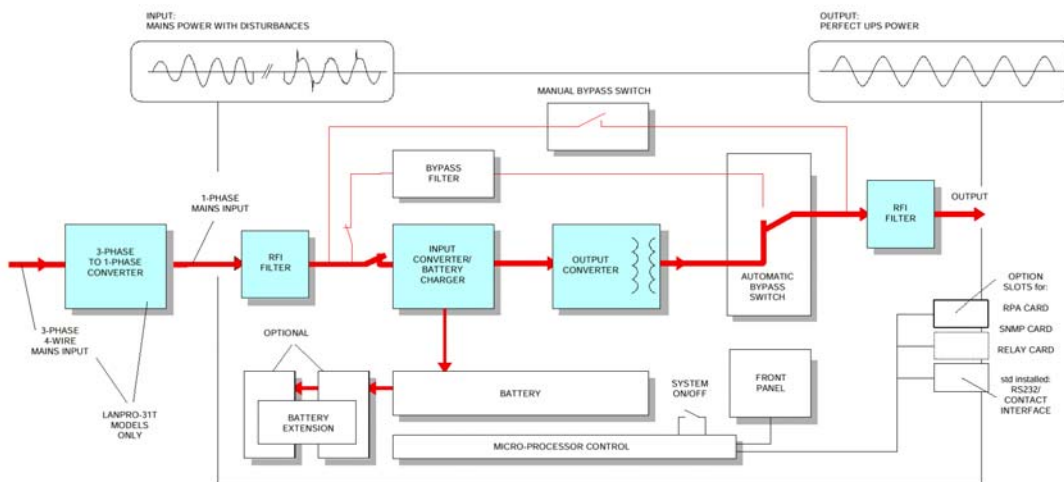 INPUT:
MAINS POWER WITH DISTURBANCES
OUTPUT:
PERFECT UPS POWER
MANUAL BYPASS SWITCH
BYPASS
FILTER
1-PHASE
MAINS INPUT
RFI
FILTER
OUTPUT
3-PHASE
TO 1-PHASE
CONVERTER
RFI
FILTER
INPUT
CONVERTER/
BATTERY
CHARGER
OUTPUT
CONVERTER
AUTOMATIC
BYPASS
SWITCH
OPTION
SLOTS for:
RPA CARD
SNMP CARD
RELAY CARD
std installed:
RS232/
CONTACT
INTERFACE
3-PHASE
4-WIRE
MAINS INPUT
OPTIONAL
LANPRO-31T
MODELS
ONLY
BATTERY
EXTENSION
BATTERY
SYSTEM
ON/OFF
FRONT
PANEL
MICRO-PROCESSOR CONTROL